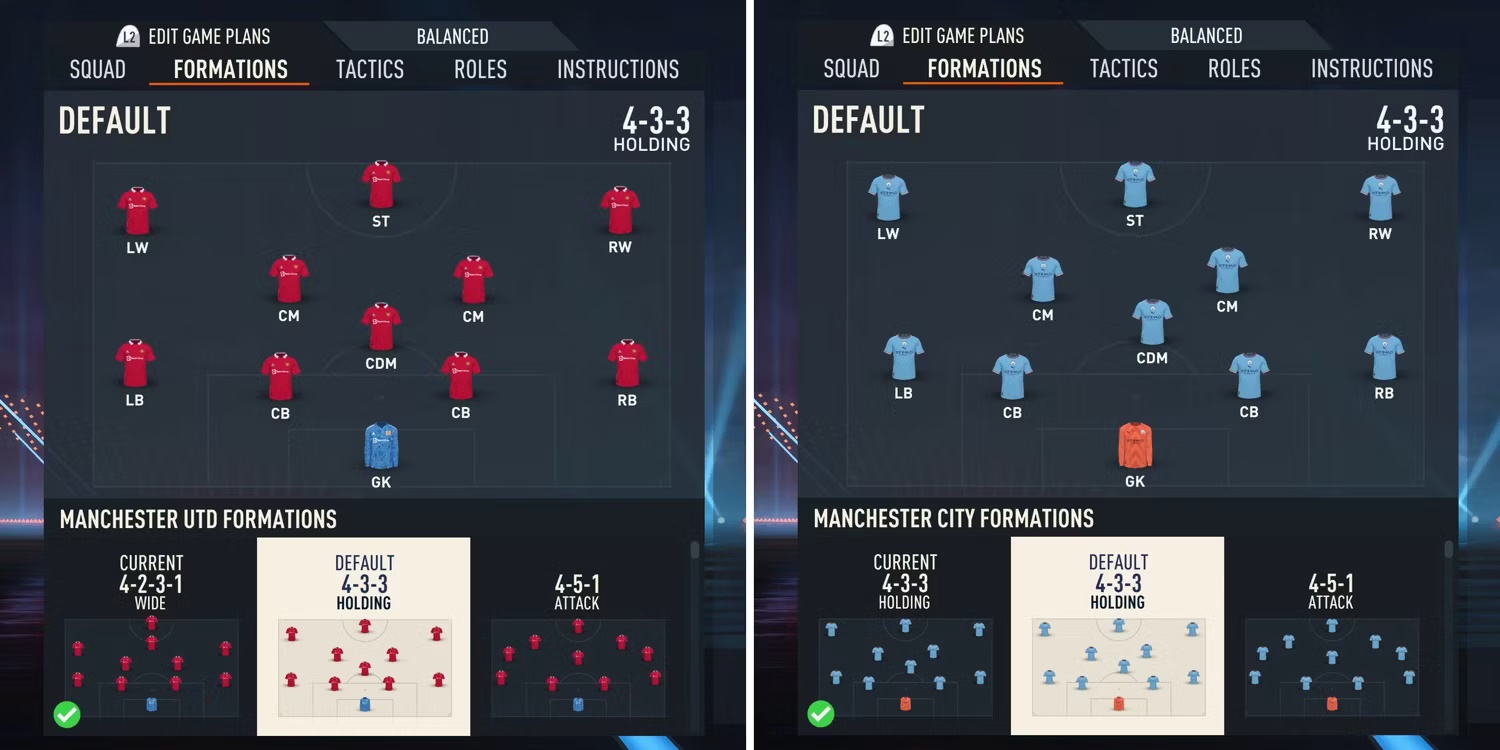 L2 EDIT GAME PLANS BALANCED
SQUAD FORMATIONS TACTICS ROLES INSTRUCTIONS
DEFAULT 4-3-3
HOLDING
ST
LW RW
CM CM
CDM
LB RB
CB CB
GK
MANCHESTER UTD FORMATIONS
CURRENT
4-2-3-1
WIDE
DEFAULT
4-3-3
HOLDING
4-5-1
ATTACK
L2 EDIT GAME PLANS BALANCED
SQUAD FORMATIONS TACTICS ROLES INSTRUCTIONS
DEFAULT 4-3-3
HOLDING
ST
LW RW
CM
CM
CDM
LB RB
CB CB
GK
MANCHESTER CITY FORMATIONS
CURRENT
4-3-3
HOLDING
DEFAULT
4-3-3
HOLDING
4-5-1
ATTACK